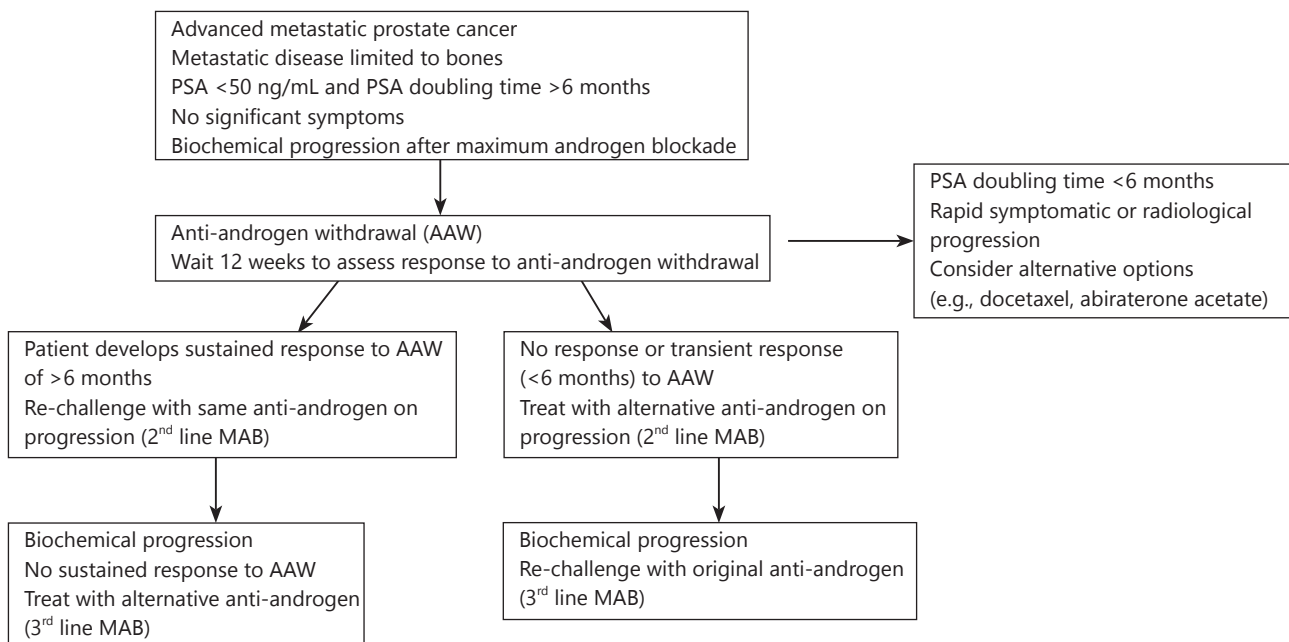 Advanced metastatic prostate cancer
Metastatic disease limited to bones
PSA <50 ng/mL and PSA doubling time >6 months
No significant symptoms
Biochemical progression after maximum androgen blockade
PSA doubling time <6 months
Rapid symptomatic or radiological
progression
Consider alternative options
(e.g., docetaxel, abiraterone acetate)
Anti-androgen withdrawal (AAW)
Wait 12 weeks to assess response to anti-androgen withdrawal
Patient develops sustained response to AAW
of >6 months
Re-challenge with same anti-androgen on
progression (2nd line MAB)
No response or transient response
(<6 months) to AAW
Treat with alternative anti-androgen on
progression (2nd line MAB)
Biochemical progression
No sustained response to AAW
Treat with alternative anti-androgen
(3rd line MAB)
Biochemical progression
Re-challenge with original anti-androgen
(3rd line MAB)